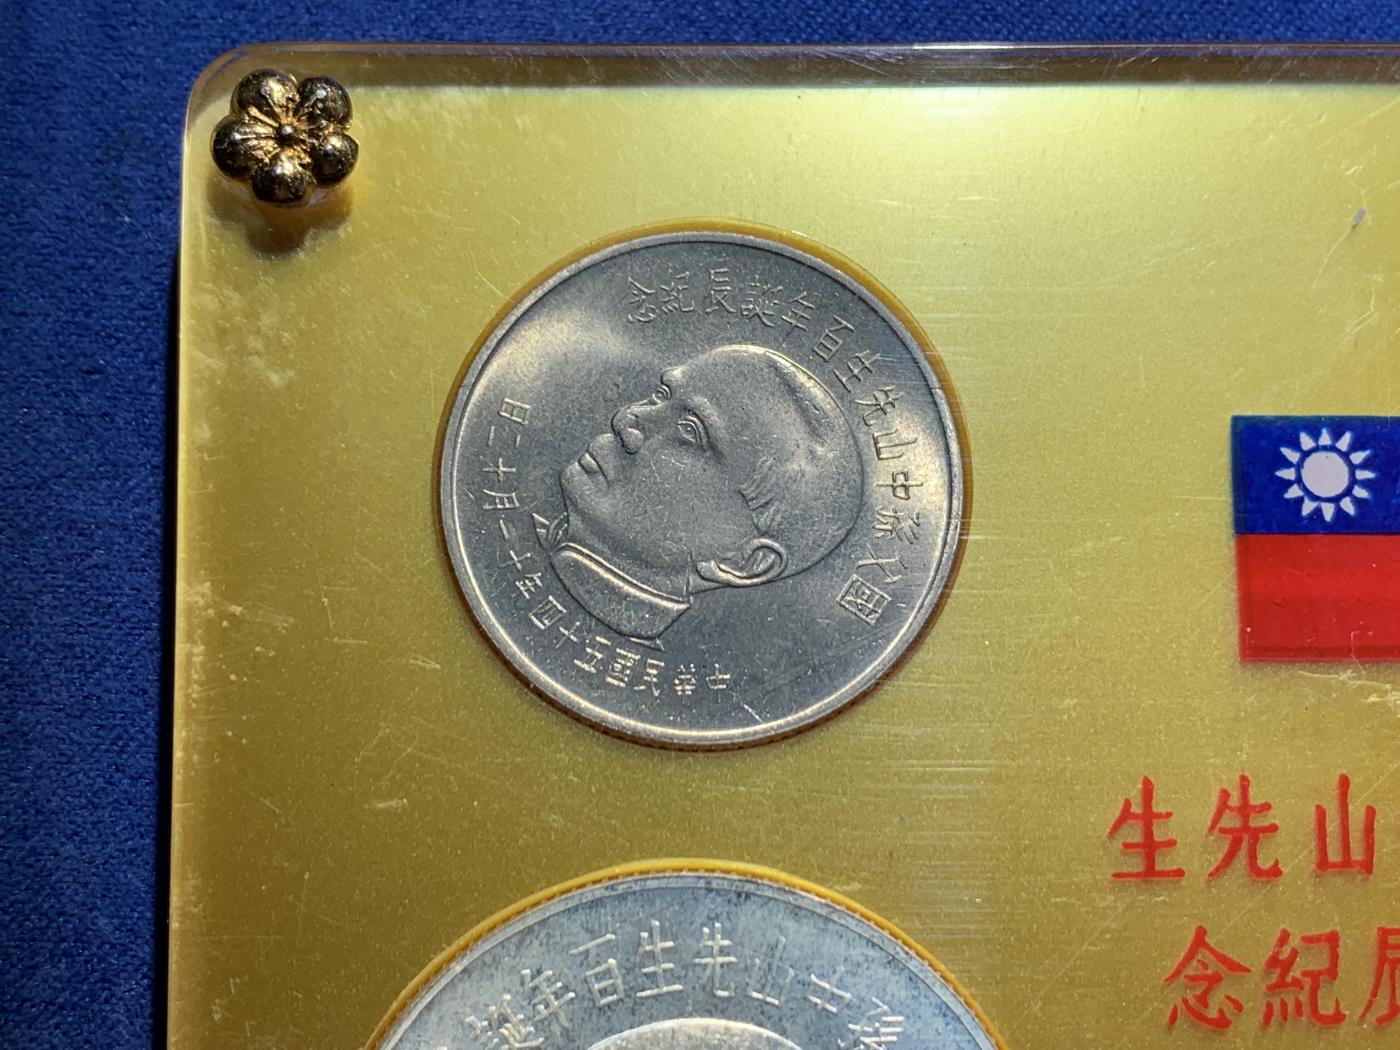 國父孫中山先生百年誕辰紀念
中華民國五十四年十一月十二日
山先生
紀念
中山先生百年誕